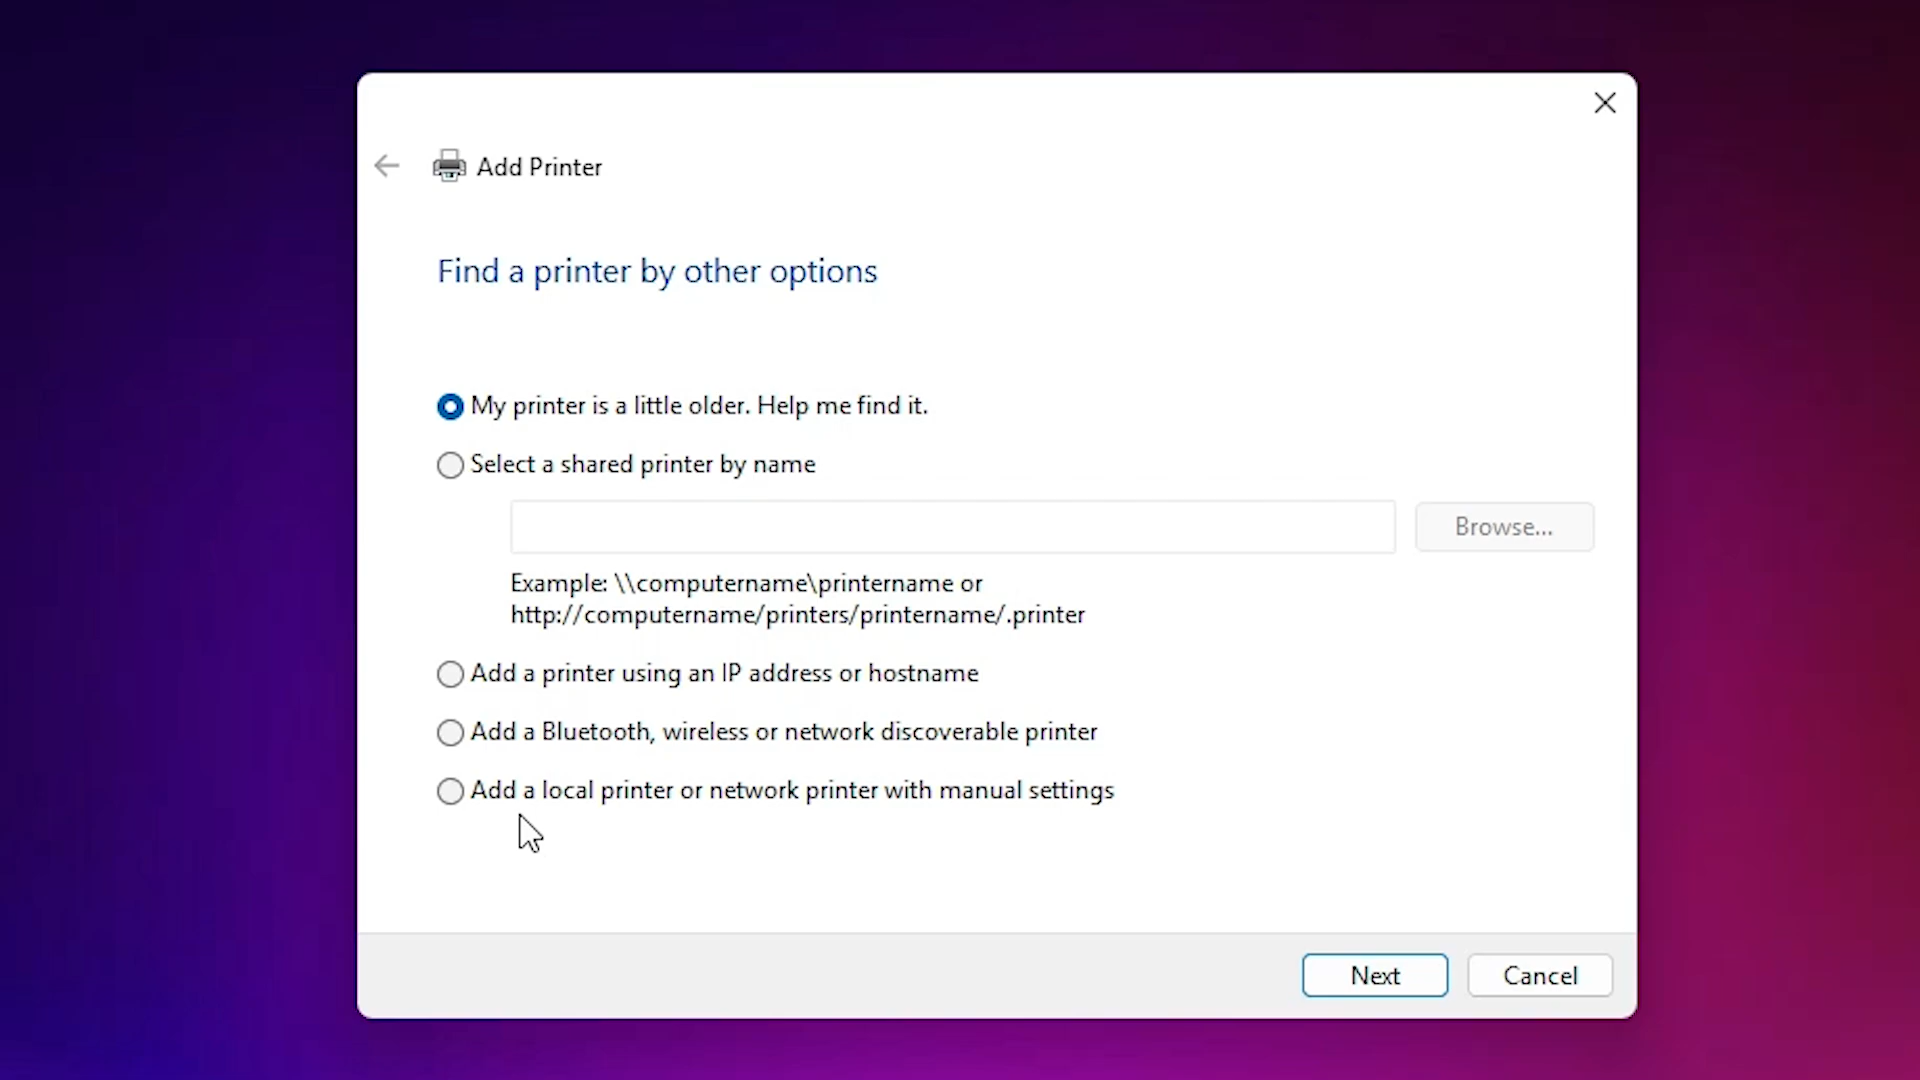 Add Printer
Find a printer by other options
My printer is a little older. Help me find it.
Select a shared printer by name
Browse...
Example: \\computername\printername or
http://computername/printers/printername/.printer
Add a printer using an IP address or hostname
Add a Bluetooth, wireless or network discoverable printer
Add a local printer or network printer with manual settings
Next
Cancel